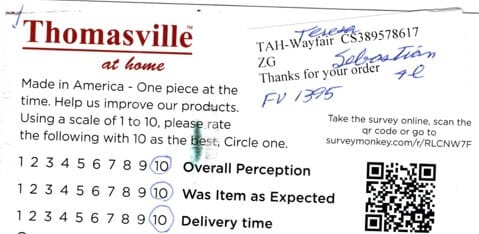 Thomasville™
at home
Teresa
TAH-Wayfair CS389578617
ZG
Sebastian
Thanks for your order
FV 1395
Made in America - One piece at the
time. Help us improve our products.
Using a scale of 1 to 10, please rate
the following with 10 as the best, Circle one.
Take the survey online, scan the
qr code or go to
surveymonkey.com/r/RLCNW7F
1 2 3 4 5 6 7 8 9 10 Overall Perception
1 2 3 4 5 6 7 8 9 10 Was Item as Expected
1 2 3 4 5 6 7 8 9 10 Delivery time